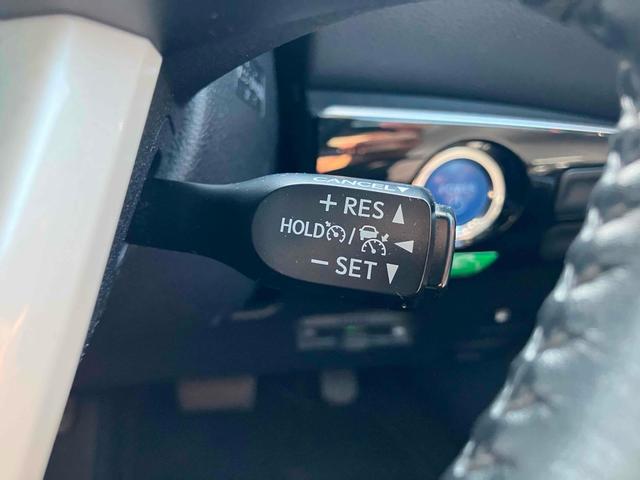 CANCEL▼
+ RES ▲
HOLD / ◀
− SET ▼